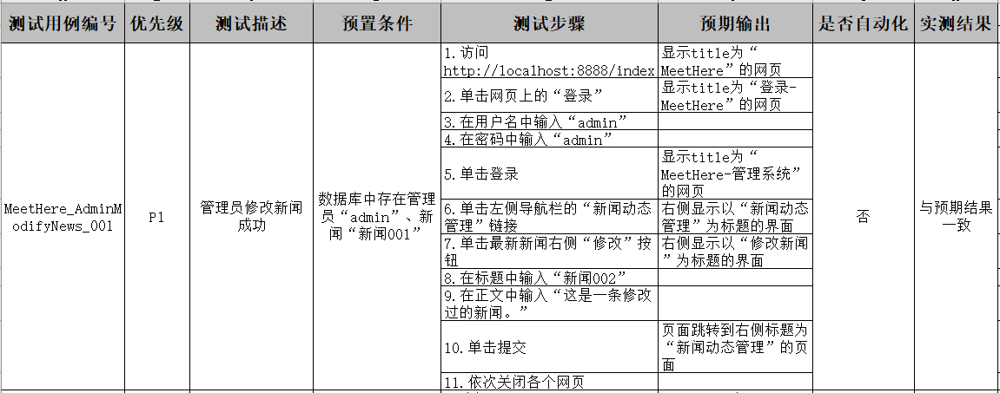 测试用例编号 优先级 测试描述 预置条件 测试步骤 预期输出 是否自动化 实测结果
MeetHere_AdminM
odifyNews_001
P1
管理员修改新闻
成功
数据库中存在管理
员“admin”、新
闻“新闻001”
1.访问
http://localhost:8888/index
显示title为“
MeetHere”的网页
2.单击网页上的“登录”
显示title为“登录-
MeetHere”的网页
3.在用户名中输入“admin”
4.在密码中输入“admin”
5.单击登录
显示title为“
MeetHere-管理系统”
的网页
6.单击左侧导航栏的“新闻动态
管理”链接
右侧显示以“新闻动态
管理”为标题的界面
7.单击最新新闻右侧“修改”按
钮
右侧显示以“修改新闻
”为标题的界面
8.在标题中输入“新闻002”
9.在正文中输入“这是一条修改
过的新闻。”
10.单击提交
页面跳转到右侧标题为
“新闻动态管理”的页
面
11.依次关闭各个网页
否
与预期结果
一致